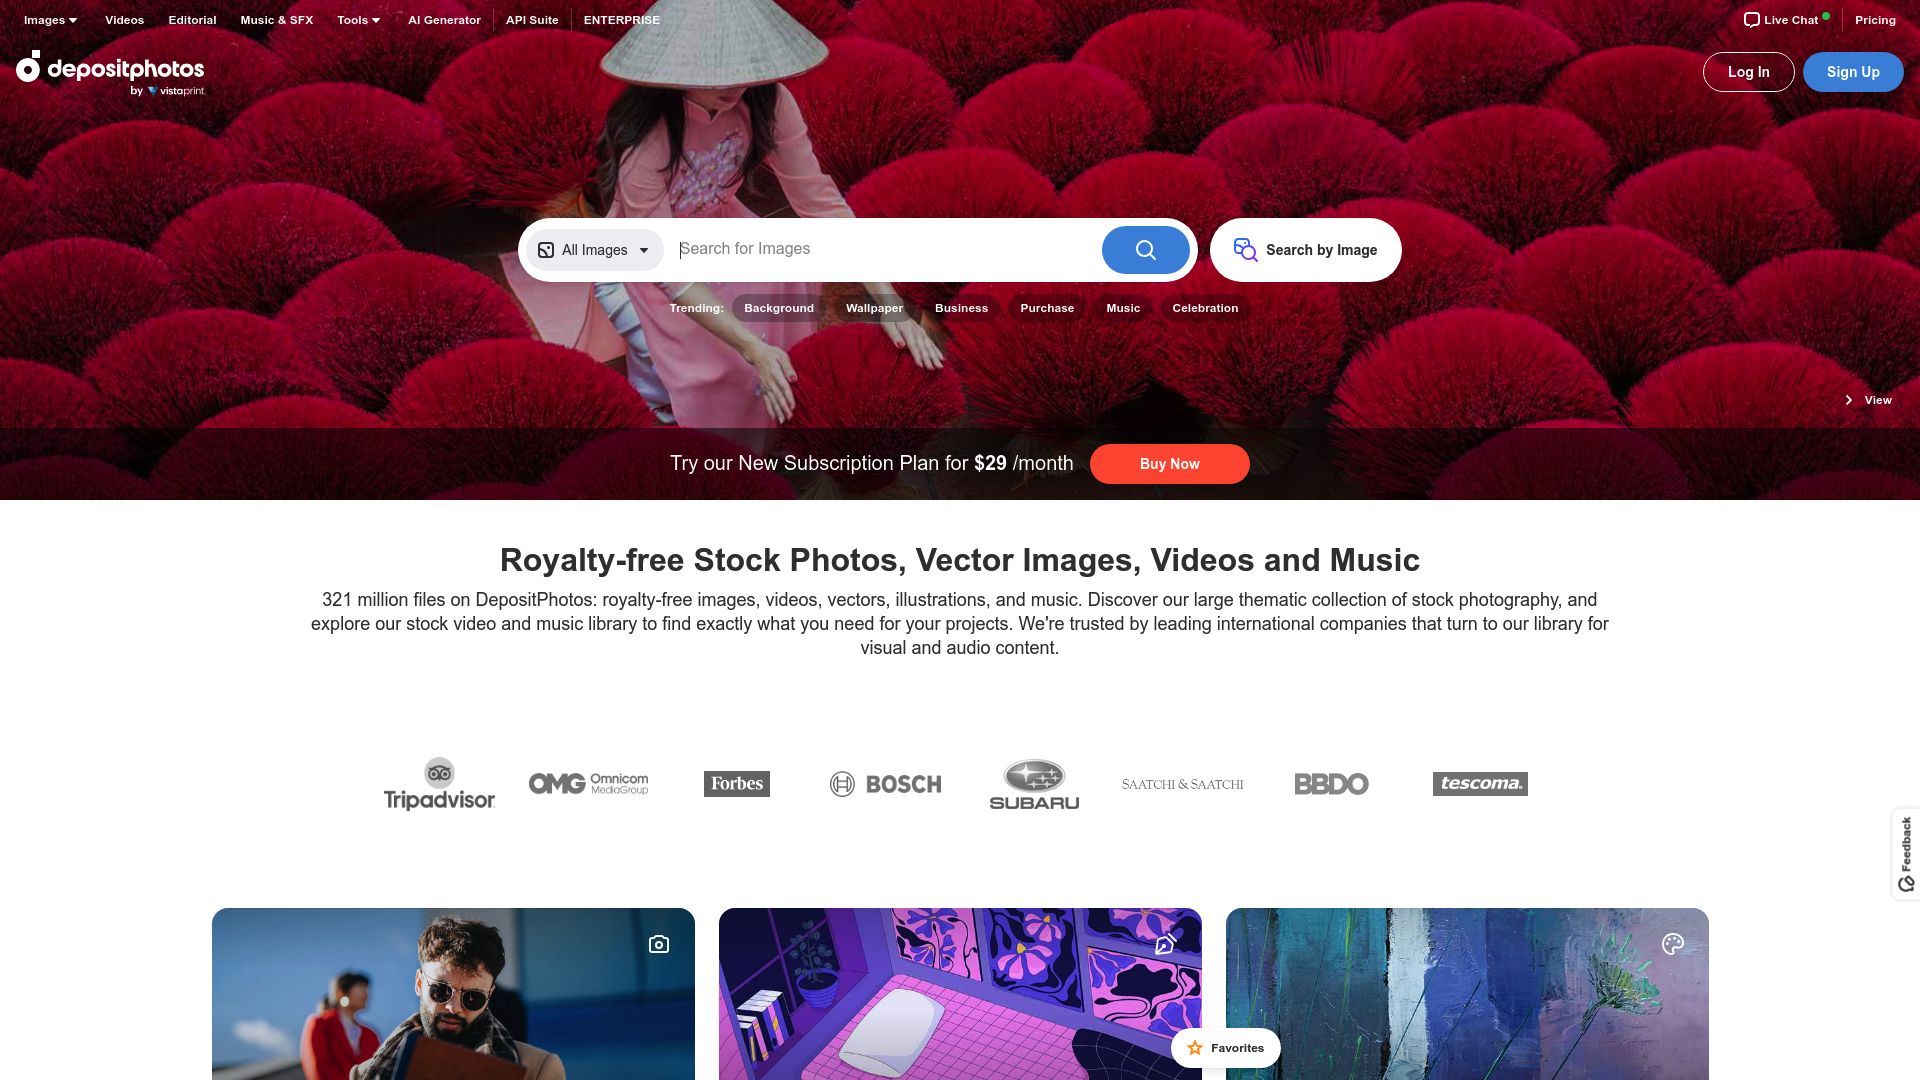 Images
Videos
Editorial
Music & SFX
Tools
AI Generator
API Suite
ENTERPRISE
Live Chat
Pricing
depositphotos
by vistaprint
Log In
Sign Up
All Images
Search for Images
Search by Image
Trending:
Background
Wallpaper
Business
Purchase
Music
Celebration
View
Try our New Subscription Plan for $29 /month
Buy Now
Royalty-free Stock Photos, Vector Images, Videos and Music
321 million files on DepositPhotos: royalty-free images, videos, vectors, illustrations, and music. Discover our large thematic collection of stock photography, and
explore our stock video and music library to find exactly what you need for your projects. We're trusted by leading international companies that turn to our library for
visual and audio content.
Tripadvisor
OMG Omnicom
MediaGroup
Forbes
BOSCH
SUBARU
SAATCHI & SAATCHI
BBDO
tescoma.
Feedback
Favorites